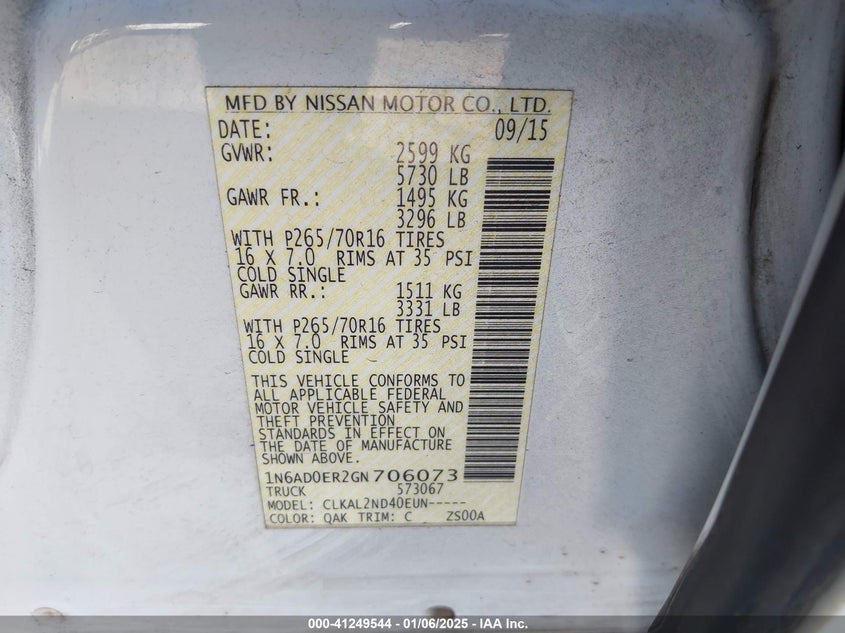 MFD BY NISSAN MOTOR CO., LTD.
DATE: 09/15
GVWR: 2599 KG
5730 LB
GAWR FR.: 1495 KG
3296 LB
WITH P265/70R16 TIRES
16 X 7.0 RIMS AT 35 PSI
COLD SINGLE
GAWR RR.: 1511 KG
3331 LB
WITH P265/70R16 TIRES
16 X 7.0 RIMS AT 35 PSI
COLD SINGLE
THIS VEHICLE CONFORMS TO
ALL APPLICABLE FEDERAL
MOTOR VEHICLE SAFETY AND
THEFT PREVENTION
STANDARDS IN EFFECT ON
THE DATE OF MANUFACTURE
SHOWN ABOVE.
1N6AD0ER2GN706073
TRUCK 573067
MODEL: CLKAL2ND40EUN-----
COLOR: QAK TRIM: C ZS00A
000-41249544 - 01/06/2025 - IAA Inc.